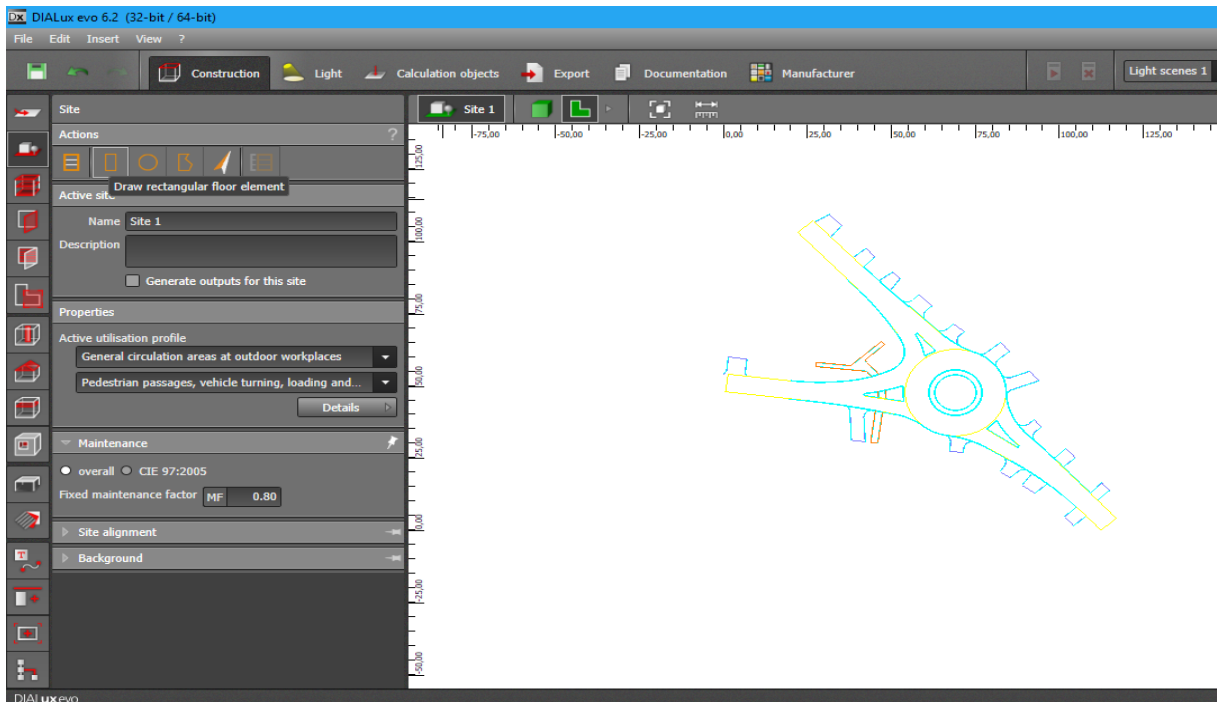 Dx DIALux evo 6.2 (32-bit / 64-bit)
File Edit Insert View ?
Construction Light Calculation objects Export Documentation Manufacturer Light scenes 1
Site
Site 1
Actions ?
Draw rectangular floor element
Active site
Name Site 1
Description
Generate outputs for this site
Properties
Active utilisation profile
General circulation areas at outdoor workplaces
Pedestrian passages, vehicle turning, loading and...
Details
Maintenance
overall CIE 97:2005
Fixed maintenance factor MF 0.80
Site alignment
Background
-75,00 -50,00 -25,00 0,00 25,00 50,00 75,00 100,00 125,00
125,00
100,00
75,00
50,00
25,00
0,00
-25,00
-50,00
T
DIALux evo